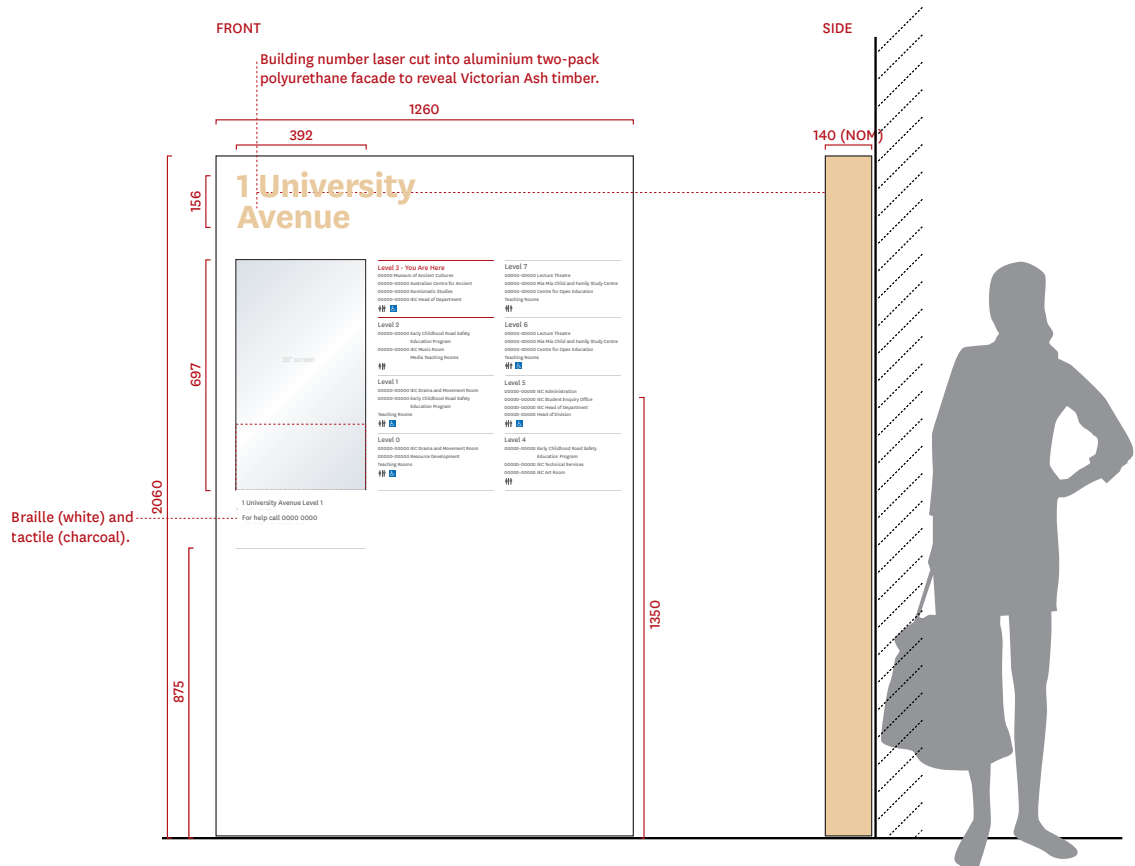 FRONT
SIDE
Building number laser cut into aluminium two-pack
polyurethane facade to reveal Victorian Ash timber.
1260
392
140 (NOM)
156
1 University
Avenue
697
32" screen
Level 3 - You Are Here
00000 Museum of Ancient Cultures
00000-00000 Australian Centre for Ancient
00000-00000 Numismatic Studies
00000-00000 IEC Head of Department
Level 2
00000-00000 Early Childhood Road Safety
Education Program
00000-00000 IEC Music Room
Media Teaching Rooms
Level 1
00000-00000 IEC Drama and Movement Room
00000-00000 Early Childhood Road Safety
Education Program
Teaching Rooms
Level 0
00000-00000 IEC Drama and Movement Room
00000-00000 Resource Development
Teaching Rooms
Level 7
00000-00000 Lecture Theatre
00000-00000 Mia Mia Child and Family Study Centre
00000-00000 Centre for Open Education
Teaching Rooms
Level 6
00000-00000 Lecture Theatre
00000-00000 Mia Mia Child and Family Study Centre
00000-00000 Centre for Open Education
Teaching Rooms
Level 5
00000-00000 IEC Administration
00000-00000 IEC Student Enquiry Office
00000-00000 IEC Head of Department
00000-00000 Head of Division
Level 4
00000-00000 Early Childhood Road Safety
Education Program
00000-00000 IEC Technical Services
00000-00000 IEC Art Room
2060
1 University Avenue Level 1
For help call 0000 0000
Braille (white) and
tactile (charcoal).
1350
875